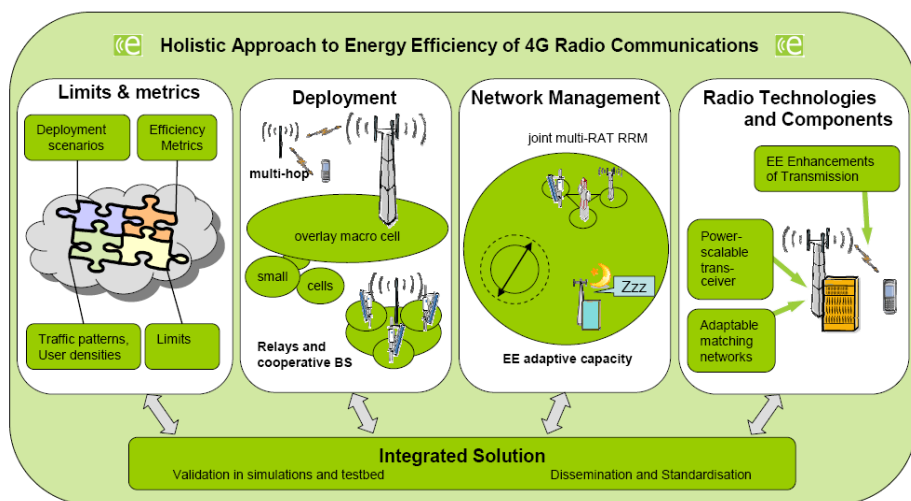 Holistic Approach to Energy Efficiency of 4G Radio Communications
Limits & metrics
Deployment
scenarios
Efficiency
Metrics
Traffic patterns,
User densities
Limits
Deployment
multi-hop
overlay macro cell
small
cells
Relays and
cooperative BS
Network Management
joint multi-RAT RRM
Zzz
EE adaptive capacity
Radio Technologies
and Components
EE Enhancements
of Transmission
Power-
scalable
trans-
ceiver
Adaptable
matching
networks
Integrated Solution
Validation in simulations and testbed
Dissemination and Standardisation